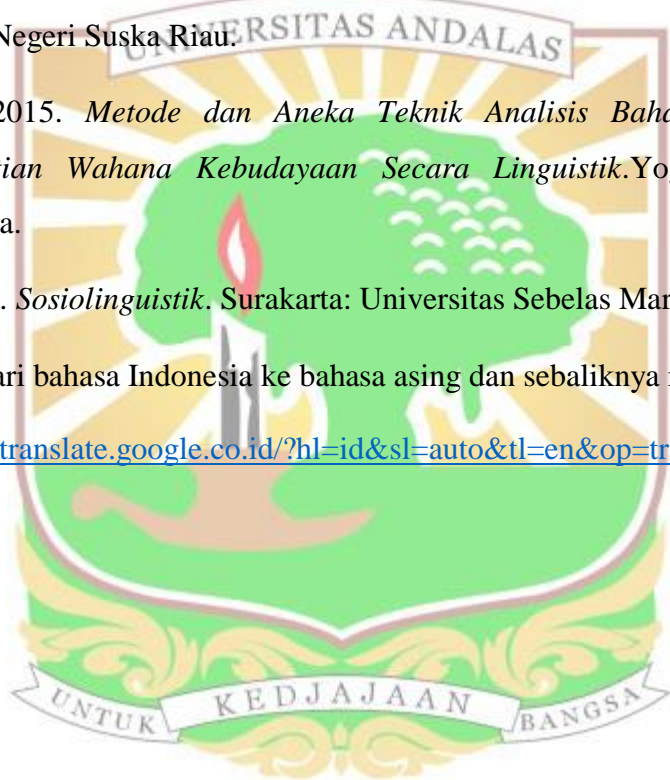 Negeri Suska Riau.
UNIVERSITAS ANDALAS
2015. Metode dan Aneka Teknik Analisis Baha
tian Wahana Kebudayaan Secara Linguistik.Yo
a.
. Sosiolinguistik. Surakarta: Universitas Sebelas Mar
ari bahasa Indonesia ke bahasa asing dan sebaliknya
translate.google.co.id/?hl=id&sl=auto&tl=en&op=tr
UNTUK KEDJAJAAN BANGSA